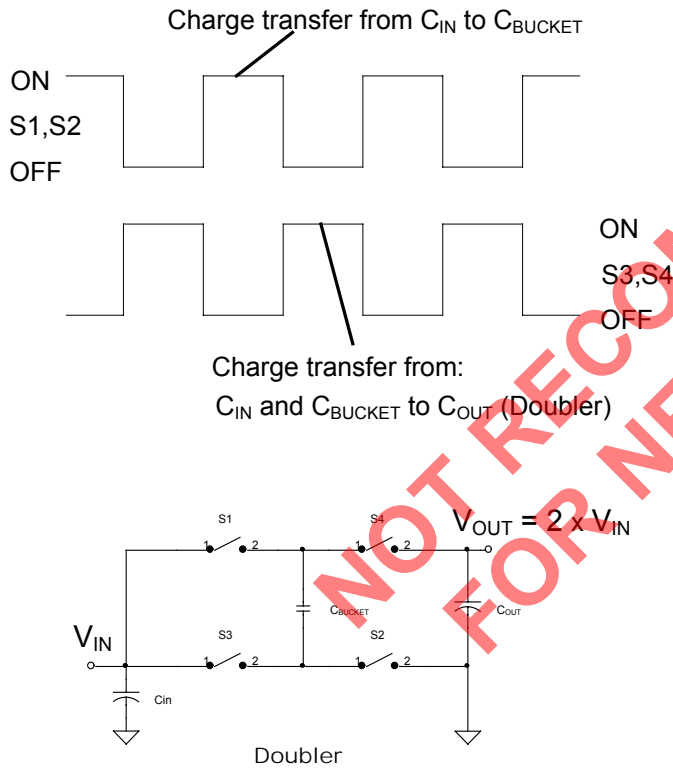 Charge transfer from CIN to CBUCKET
ON
S1,S2
OFF
ON
S3,S4
OFF
Charge transfer from:
CIN and CBUCKET to COUT (Doubler)
NOT RECOM
FOR NE
S1
S4
VOUT = 2 x VIN
1 2
1 2
CBUCKET
COUT
VIN
S3
S2
1 2
1 2
Cin
Doubler